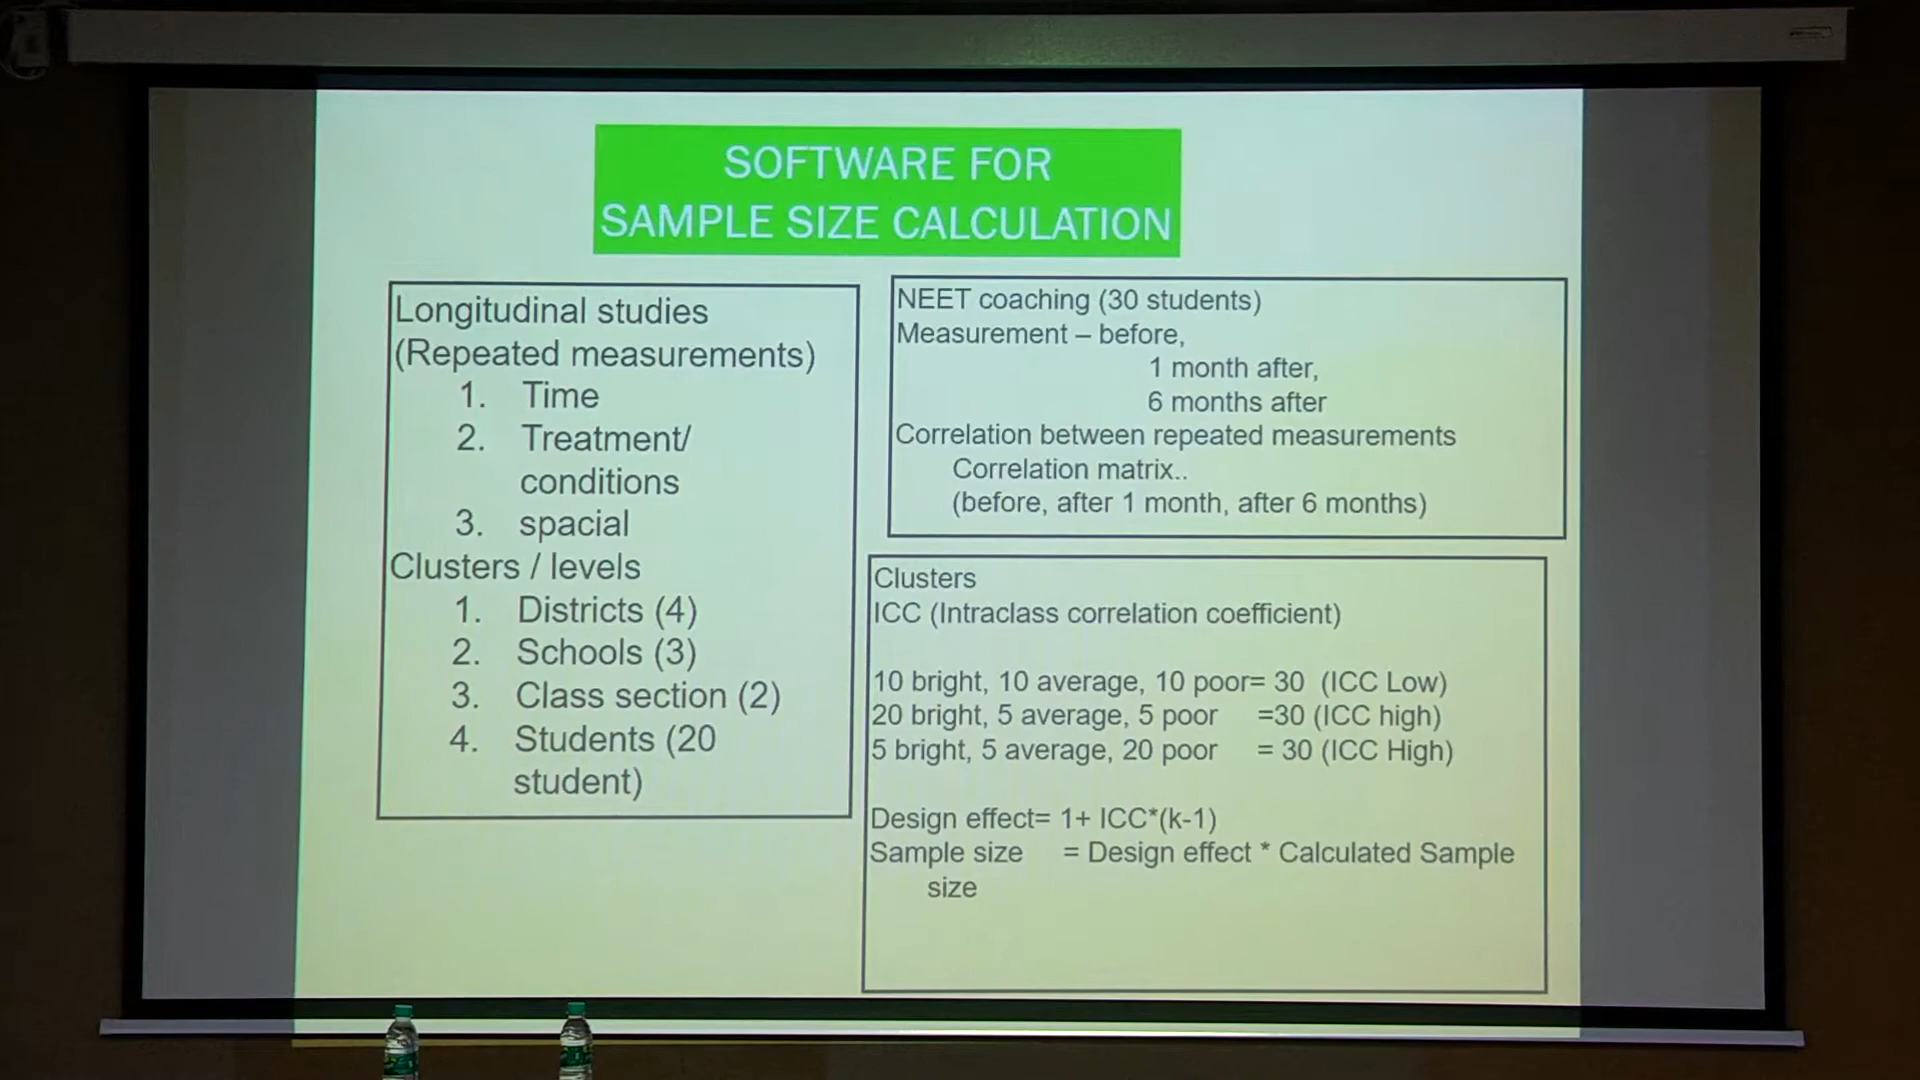 SOFTWARE FOR
SAMPLE SIZE CALCULATION
Longitudinal studies
(Repeated measurements)
1. Time
2. Treatment/
conditions
3. spacial
Clusters / levels
1. Districts (4)
2. Schools (3)
3. Class section (2)
4. Students (20
student)
NEET coaching (30 students)
Measurement – before,
1 month after,
6 months after
Correlation between repeated measurements
Correlation matrix..
(before, after 1 month, after 6 months)
Clusters
ICC (Intraclass correlation coefficient)
10 bright, 10 average, 10 poor= 30 (ICC Low)
20 bright, 5 average, 5 poor =30 (ICC high)
5 bright, 5 average, 20 poor = 30 (ICC High)
Design effect= 1+ ICC*(k-1)
Sample size = Design effect * Calculated Sample
size